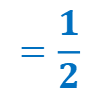 = 1/2